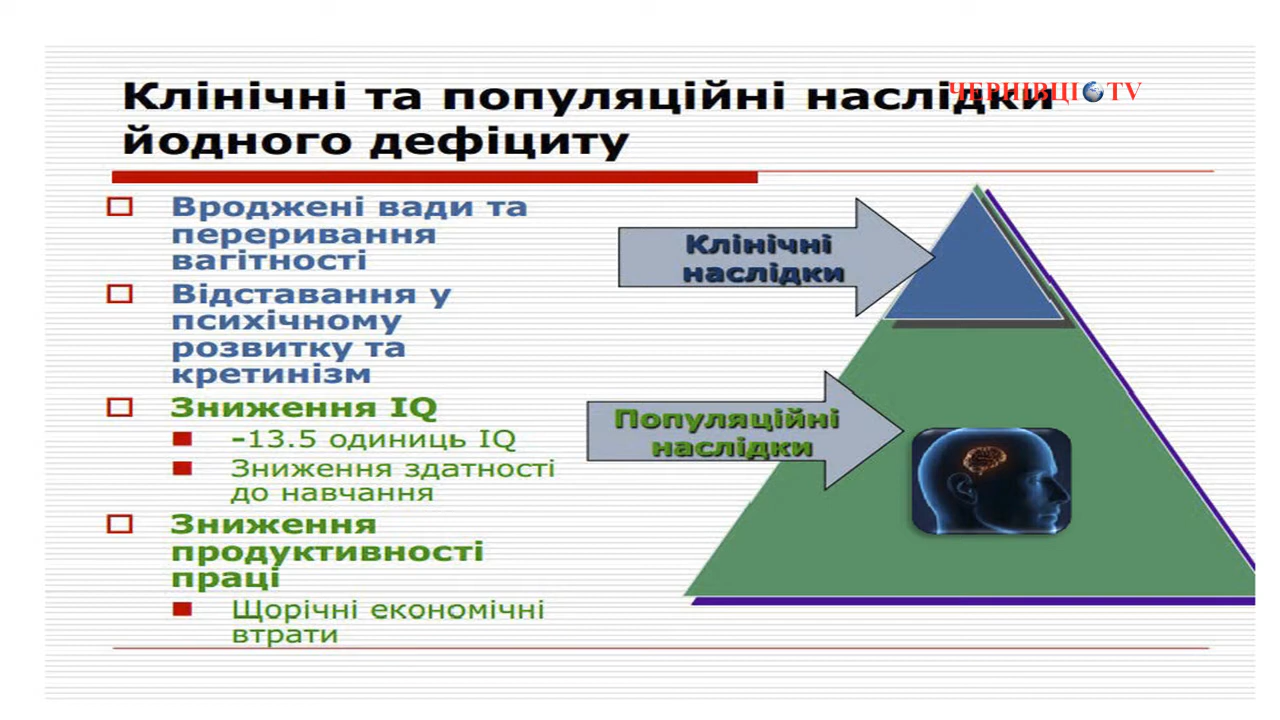 Клінічні та популяційні наслідки
йодного дефіциту
ЧЕРНІВЦІ TV
Вроджені вади та
переривання
вагітності
Відставання у
психічному
розвитку та
кретинізм
Зниження IQ
-13.5 одиниць IQ
Зниження здатності
до навчання
Зниження
продуктивності
праці
Щорічні економічні
втрати
Клінічні
наслідки
Популяційні
наслідки